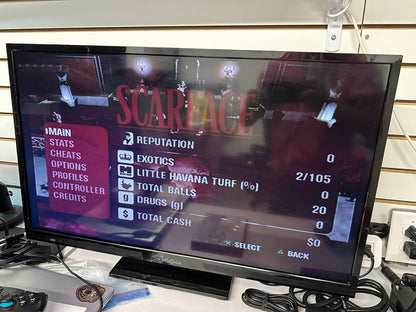 SCARFACE
MAIN
STATS
CHEATS
OPTIONS
PROFILES
CONTROLLER
CREDITS
REPUTATION 0
EXOTICS 2/105
LITTLE HAVANA TURF (%) 0
TOTAL BALLS 20
g DRUGS (g) 0
$ TOTAL CASH $0
X SELECT △ BACK